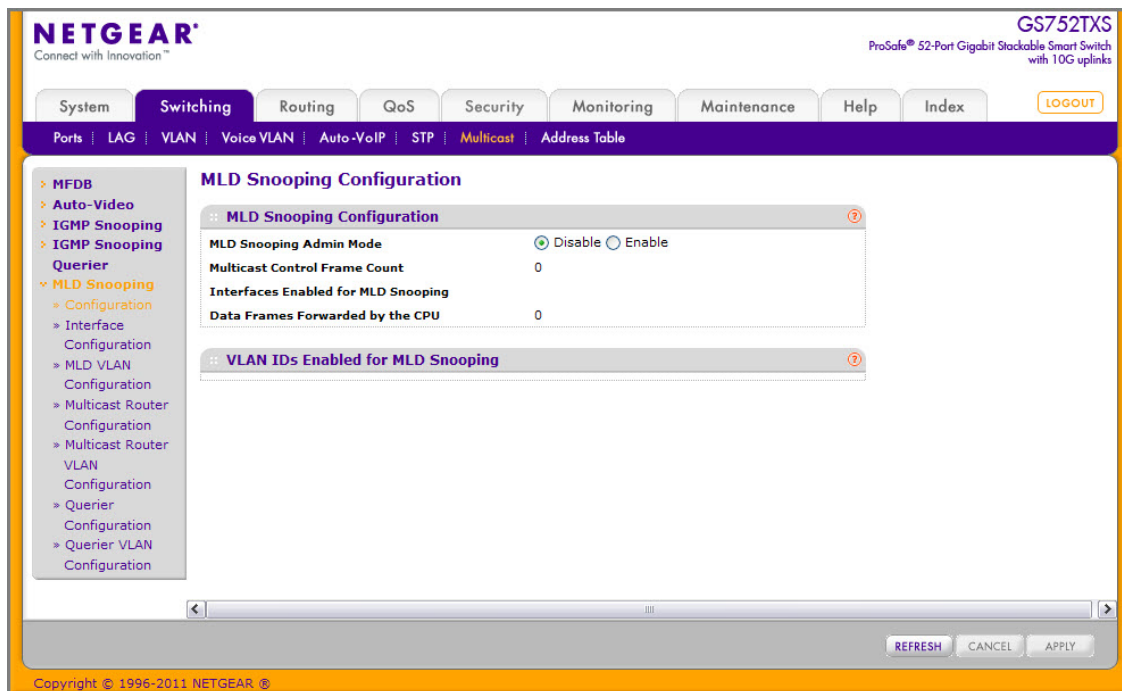 NETGEAR®
Connect with Innovation™
GS752TXS
ProSafe® 52-Port Gigabit Stackable Smart Switch
with 10G uplinks
System Switching Routing QoS Security Monitoring Maintenance Help Index LOGOUT
Ports LAG VLAN Voice VLAN Auto-VoIP STP Multicast Address Table
MFDB
Auto-Video
IGMP Snooping
IGMP Snooping
Querier
MLD Snooping
» Configuration
» Interface
Configuration
» MLD VLAN
Configuration
» Multicast Router
Configuration
» Multicast Router
VLAN
Configuration
» Querier
Configuration
» Querier VLAN
Configuration
MLD Snooping Configuration
MLD Snooping Configuration ?
MLD Snooping Admin Mode Disable Enable
Multicast Control Frame Count 0
Interfaces Enabled for MLD Snooping
Data Frames Forwarded by the CPU 0
VLAN IDs Enabled for MLD Snooping ?
REFRESH CANCEL APPLY
Copyright © 1996-2011 NETGEAR ®